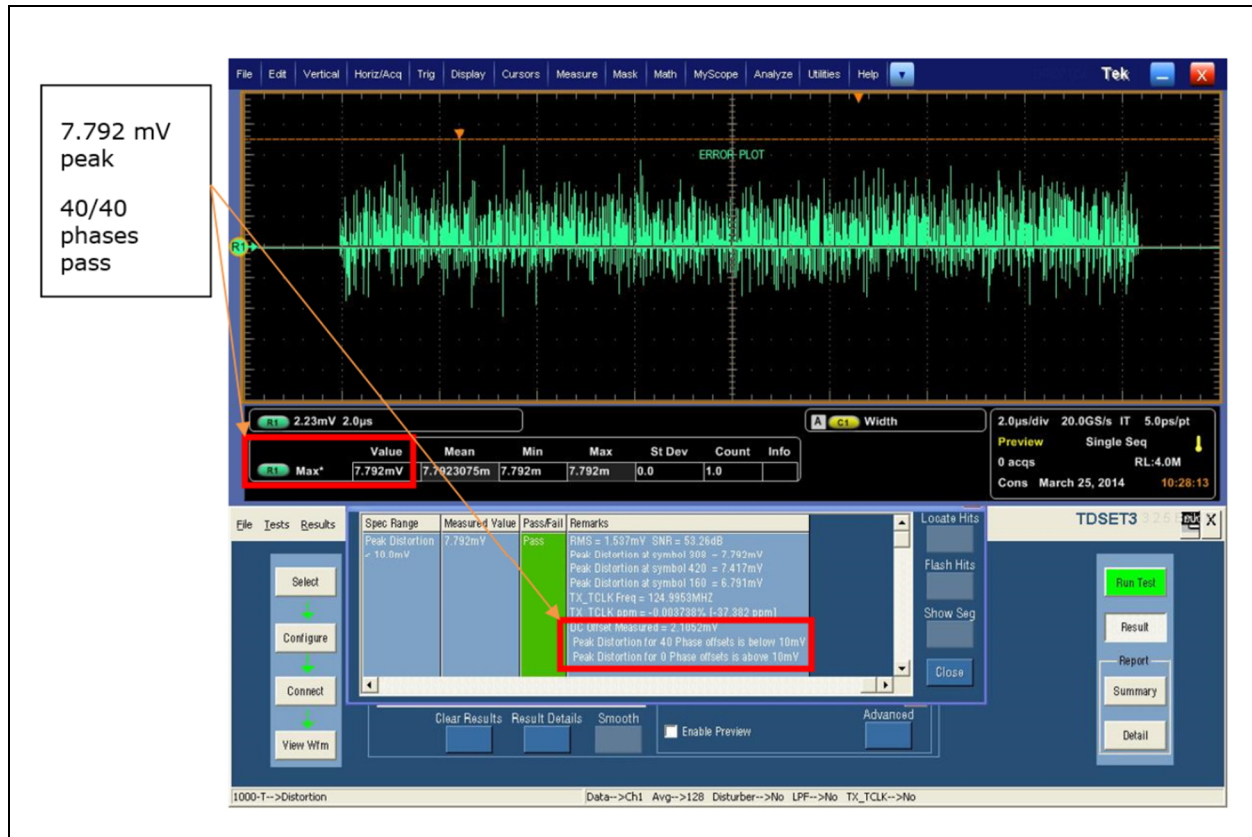 7.792 mV
peak
40/40
phases
pass
File Edit Vertical Horiz/Acq Trig Display Cursors Measure Mask Math MyScope Analyze Utilities Help Tek X
ERROR PLOT
R1
R1 2.23mV 2.0µs
A C1 Width
2.0µs/div 20.0GS/s IT 5.0ps/pt
Preview Single Seq
0 acqs RL:4.0M
Cons March 25, 2014 10:28:13
Value Mean Min Max St Dev Count Info
R1 Max* 7.792mV 7.7923075m 7.792m 7.792m 0.0 1.0
File Tests Results
TDSET3 X
Spec Range Measured Value Pass/Fail Remarks
Peak Distortion 7.792mV Pass RMS = 1.537mV SNR = 53.26dB
< 10.0mV Peak Distortion at symbol 308 = 7.792mV
Peak Distortion at symbol 420 = 7.417mV
Peak Distortion at symbol 160 = 6.791mV
TX_TCLK Freq = 124.9953MHZ
TX_TCLK ppm = -0.003738% [-37.382 ppm]
DC Offset Measured = 2.1052mV
Peak Distortion for 40 Phase offsets is below 10mV
Peak Distortion for 0 Phase offsets is above 10mV
Locate Hits
Flash Hits
Show Seg
Close
Select
Configure
Connect
View Wfm
Run Test
Result
Report
Summary
Detail
Clear Results Result Details Smooth
Enable Preview
Advanced
1000-T-->Distortion Data-->Ch1 Avg-->128 Disturber-->No LPF-->No TX_TCLK-->No